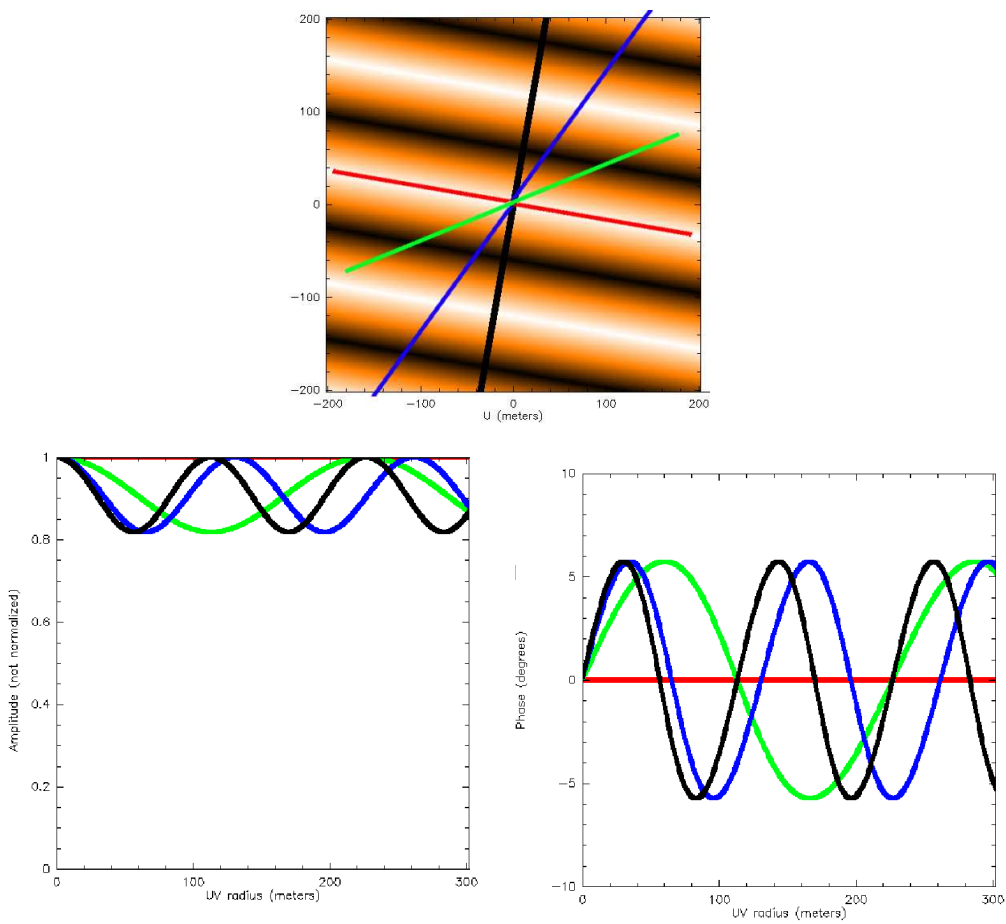 200
100
0
−100
−200
−200 −100 0 100 200
U (meters)
1
0.8
0.6
0.4
0.2
0
Amplitude (not normalized)
0 100 200 300
UV radius (meters)
10
5
0
−5
−10
Phase (degrees)
0 100 200 300
UV radius (meters)